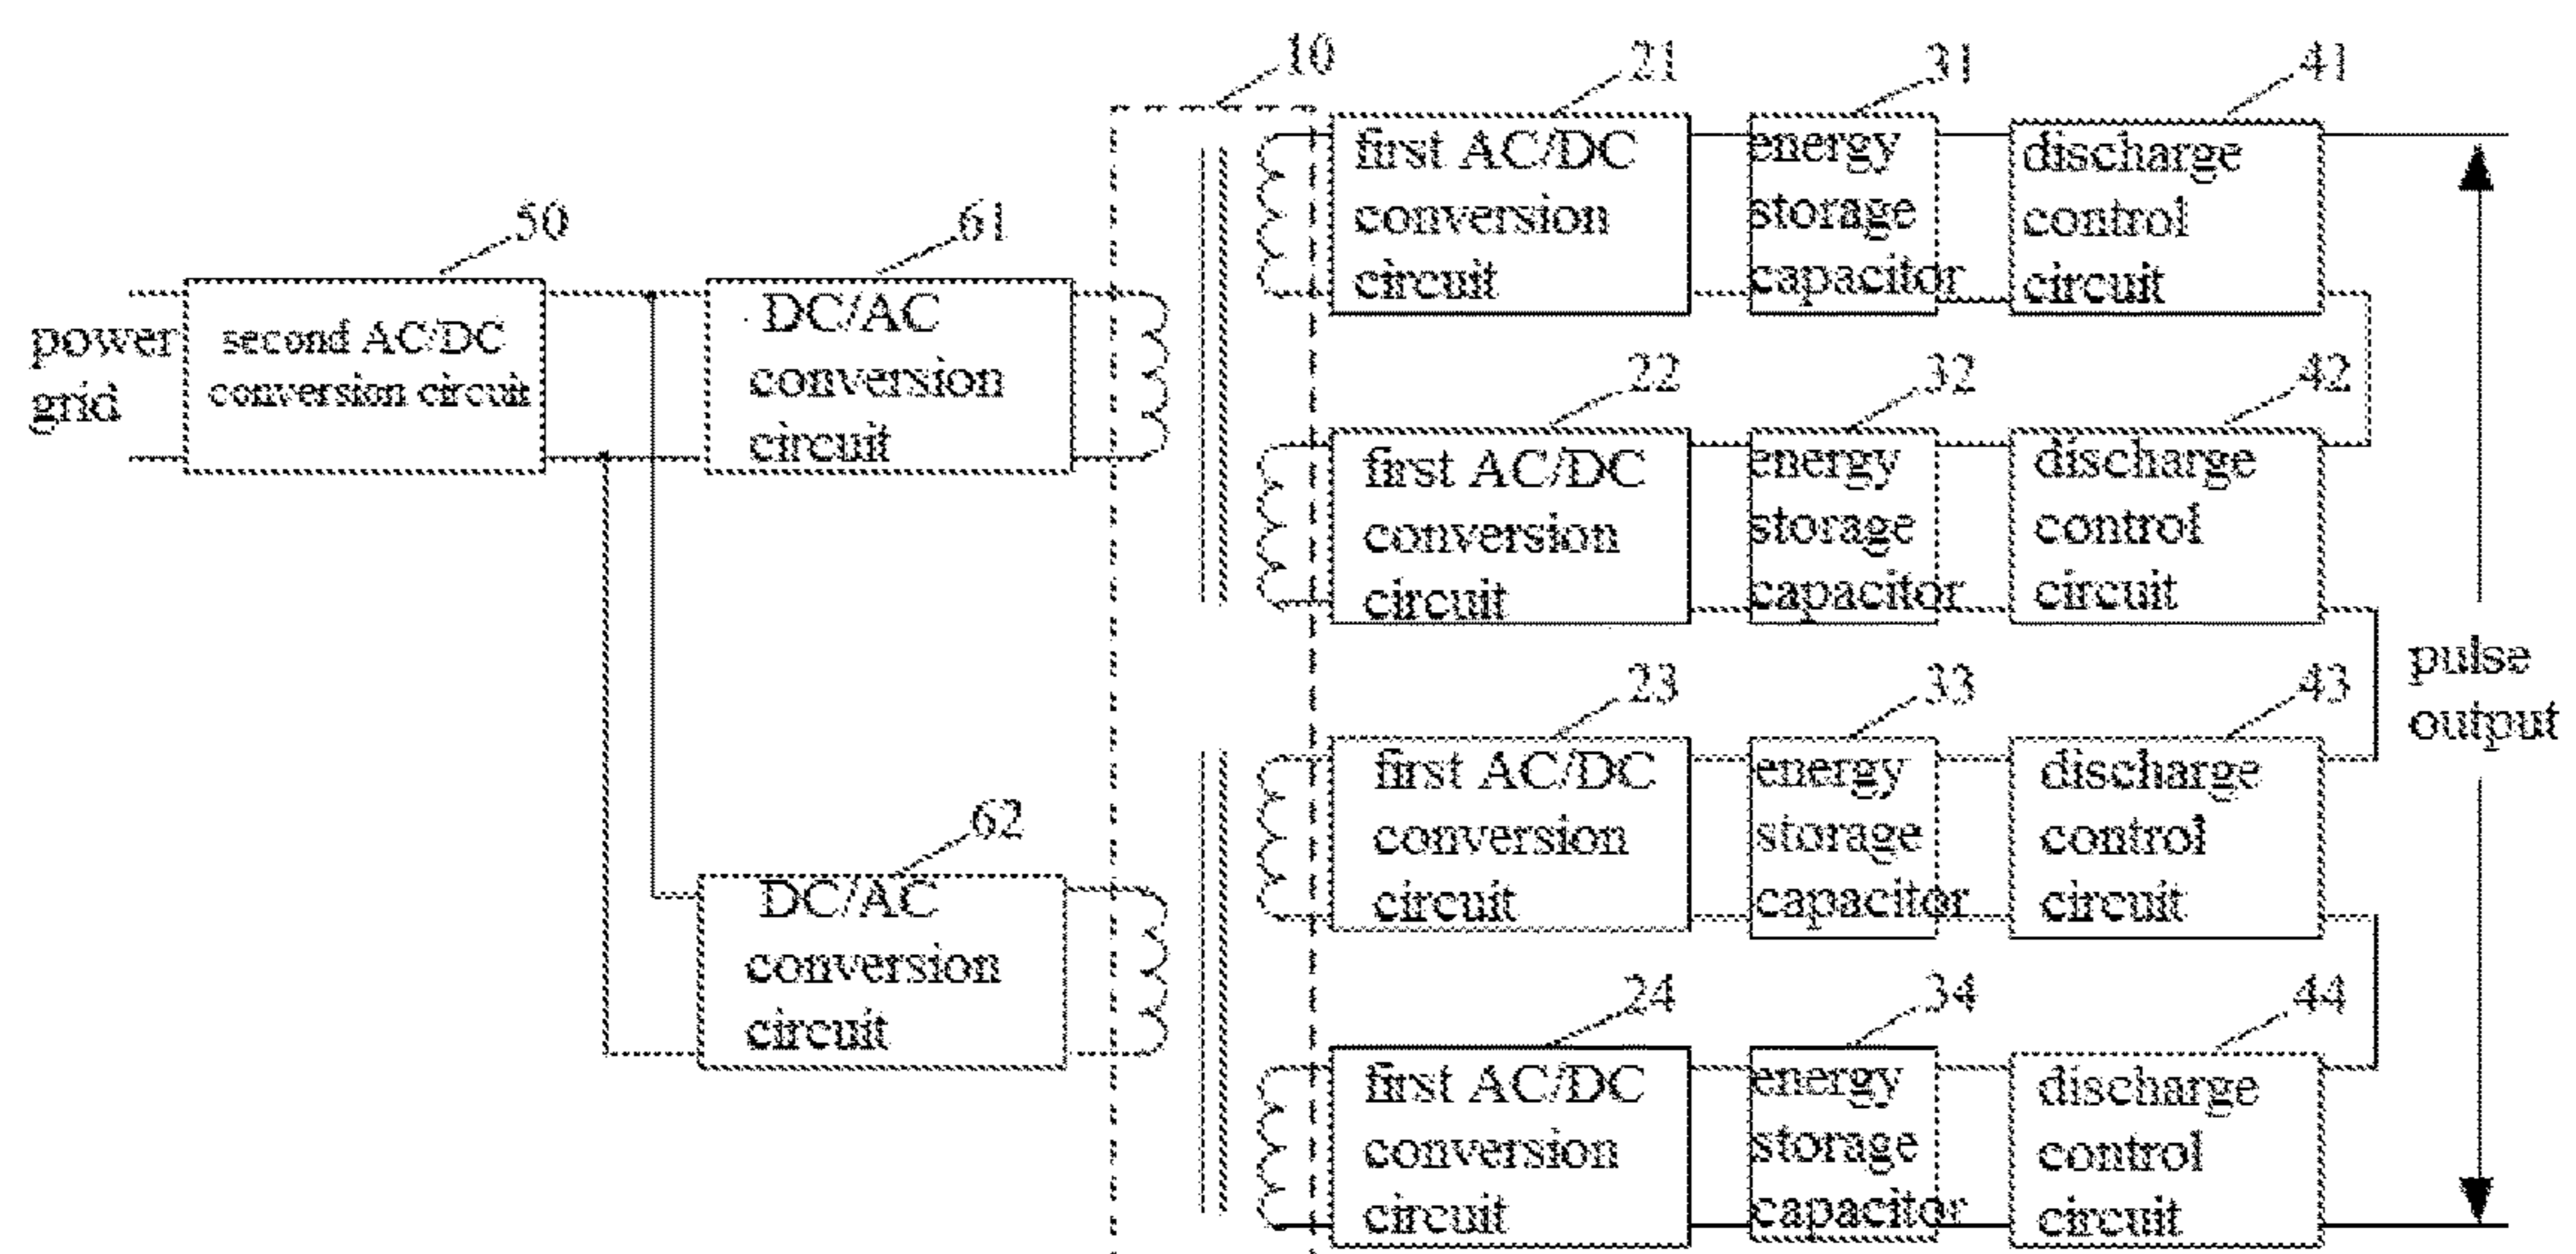 10
21
31
41
first AC/DC
conversion
circuit
energy
storage
capacitor
discharge
control
circuit
50
61
power
grid
second AC/DC
conversion circuit
DC/AC
conversion
circuit
22
32
42
first AC/DC
conversion
circuit
energy
storage
capacitor
discharge
control
circuit
pulse
output
23
33
43
first AC/DC
conversion
circuit
energy
storage
capacitor
discharge
control
circuit
62
DC/AC
conversion
circuit
24
34
44
first AC/DC
conversion
circuit
energy
storage
capacitor
discharge
control
circuit